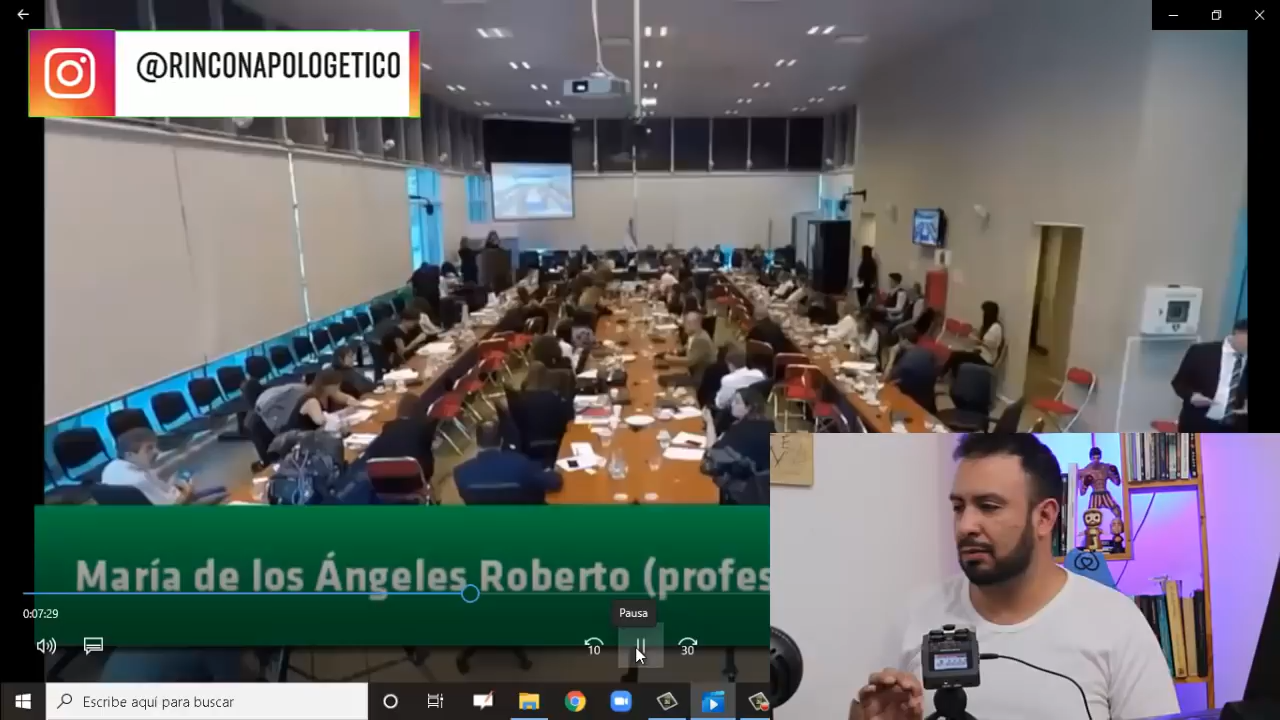 @RINCONAPOLOGETICO
María de los Ángeles Roberto (profes
0:07:29
Pausa
10
30
Escribe aquí para buscar